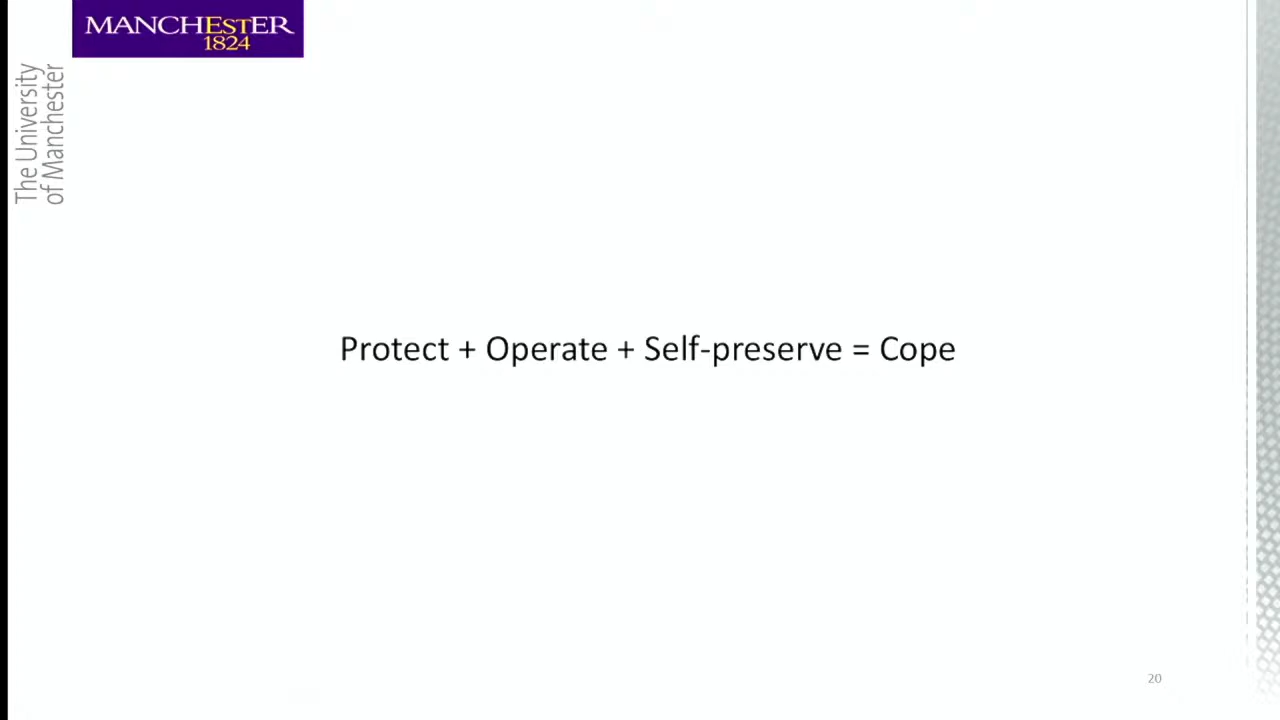 MANCHESTER
1824
The University
of Manchester
Protect + Operate + Self-preserve = Cope
20